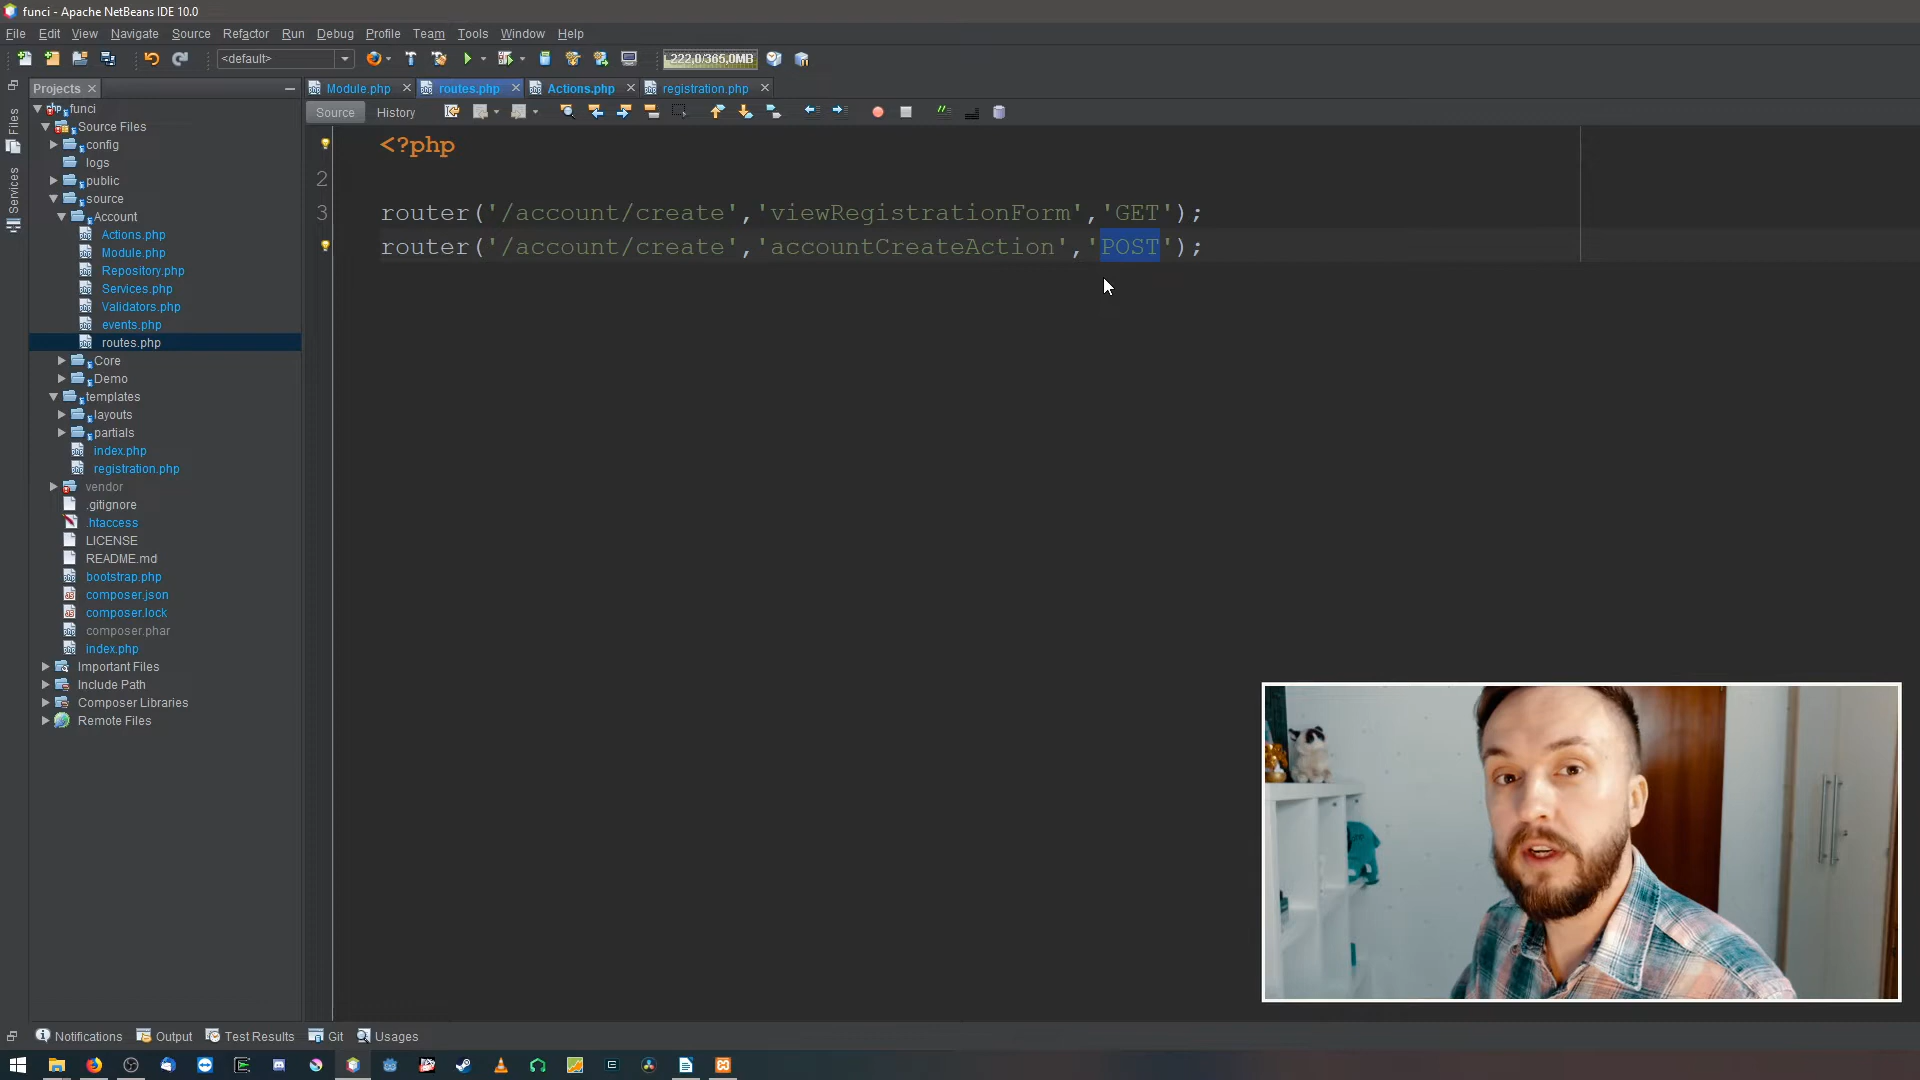 funci - Apache NetBeans IDE 10.0
File Edit View Navigate Source Refactor Run Debug Profile Team Tools Window Help
<default>
222,0/365,0MB
Projects
Module.php
routes.php
Actions.php
registration.php
Source
History
Files
Services
funci
Source Files
config
logs
public
source
Account
Actions.php
Module.php
Repository.php
Services.php
Validators.php
events.php
routes.php
Core
Demo
templates
layouts
partials
index.php
registration.php
vendor
.gitignore
.htaccess
LICENSE
README.md
bootstrap.php
composer.json
composer.lock
composer.phar
index.php
Important Files
Include Path
Composer Libraries
Remote Files
<?php
2
3 router('/account/create','viewRegistrationForm','GET');
router('/account/create','accountCreateAction','POST');
Notifications
Output
Test Results
Git
Usages